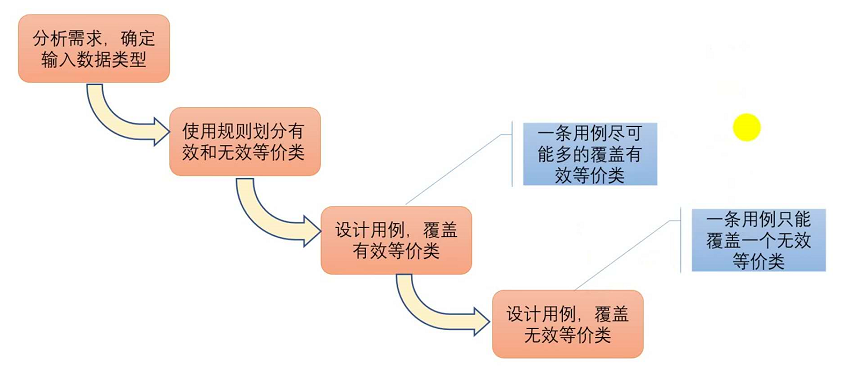 分析需求，确定
输入数据类型
使用规则划分有
效和无效等价类
一条用例尽可
能多的覆盖有
效等价类
设计用例，覆盖
有效等价类
一条用例只能
覆盖一个无效
等价类
设计用例，覆盖
无效等价类